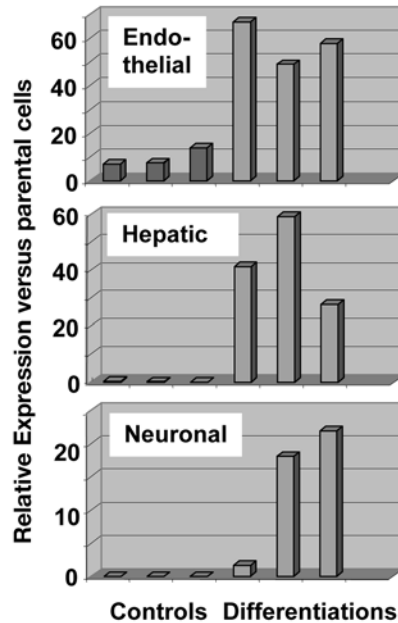 Relative Expression versus parental cells
60
40
20
0
Endo-
thelial
60
40
20
0
Hepatic
20
10
0
Neuronal
Controls Differentiations